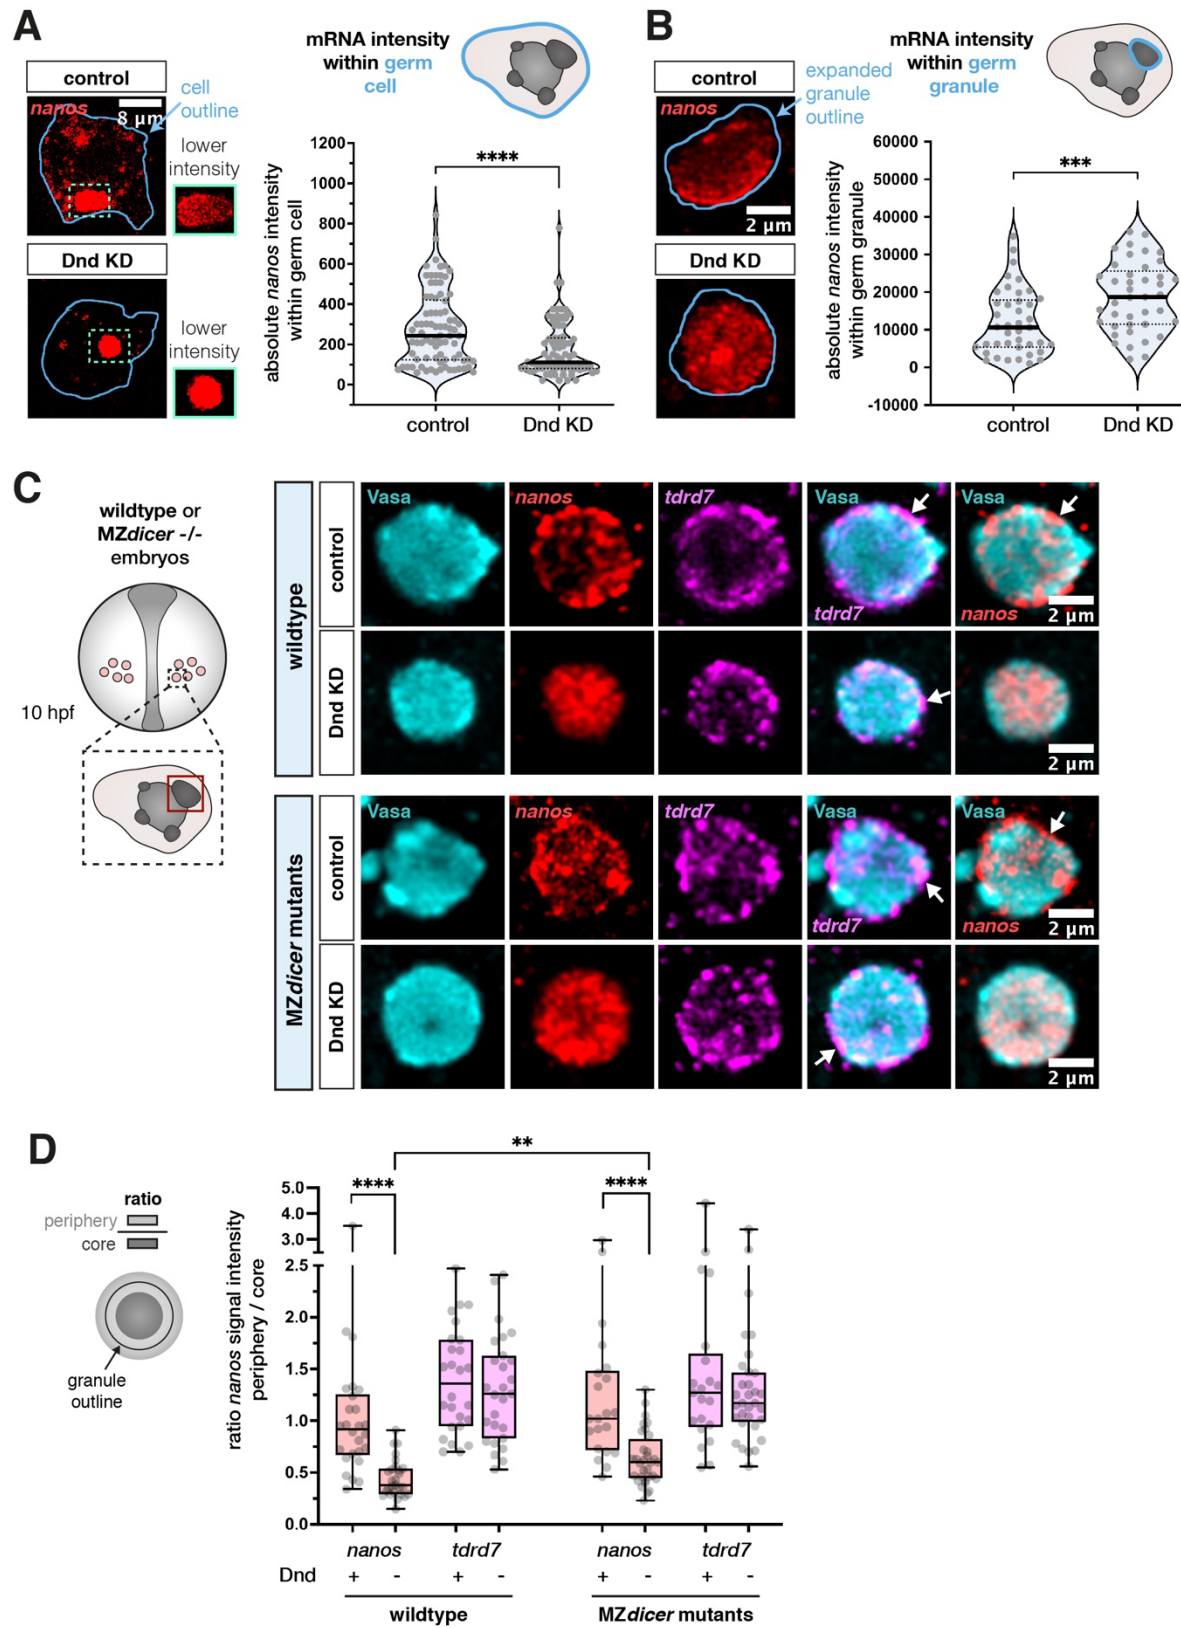 A
control
nanos
8 µm
cell
outline
lower
intensity
Dnd KD
lower
intensity
mRNA intensity
within germ
cell
absolute nanos intensity
within germ cell
1200
1000
800
600
400
200
0
****
control
Dnd KD
B
control
nanos
expanded
granule
outline
2 µm
Dnd KD
mRNA intensity
within germ
granule
absolute nanos intensity
within germ granule
60000
50000
40000
30000
20000
10000
0
-10000
***
control
Dnd KD
C
wildtype or
MZdicer -/-
embryos
10 hpf
wildtype
control
Vasa
nanos
tdrd7
Vasa
tdrd7
Vasa
nanos
2 µm
Dnd KD
2 µm
MZdicer mutants
control
Vasa
nanos
tdrd7
Vasa
tdrd7
Vasa
nanos
2 µm
Dnd KD
2 µm
D
ratio
periphery
core
granule
outline
ratio nanos signal intensity
periphery / core
5.0
4.0
3.0
2.5
2.0
1.5
1.0
0.5
0.0
****
**
****
nanos
tdrd7
nanos
tdrd7
Dnd
+
-
+
-
+
-
+
-
wildtype
MZdicer mutants